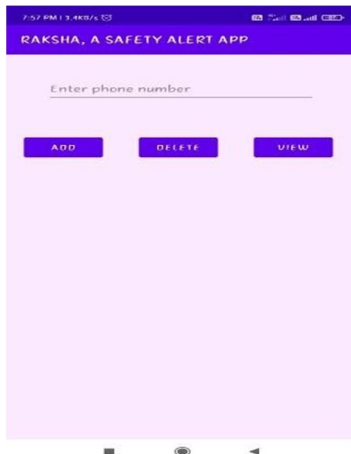 7:57 PM | 3.4KB/s
RAKSHA, A SAFETY ALERT APP
Enter phone number
ADD DELETE VIEW